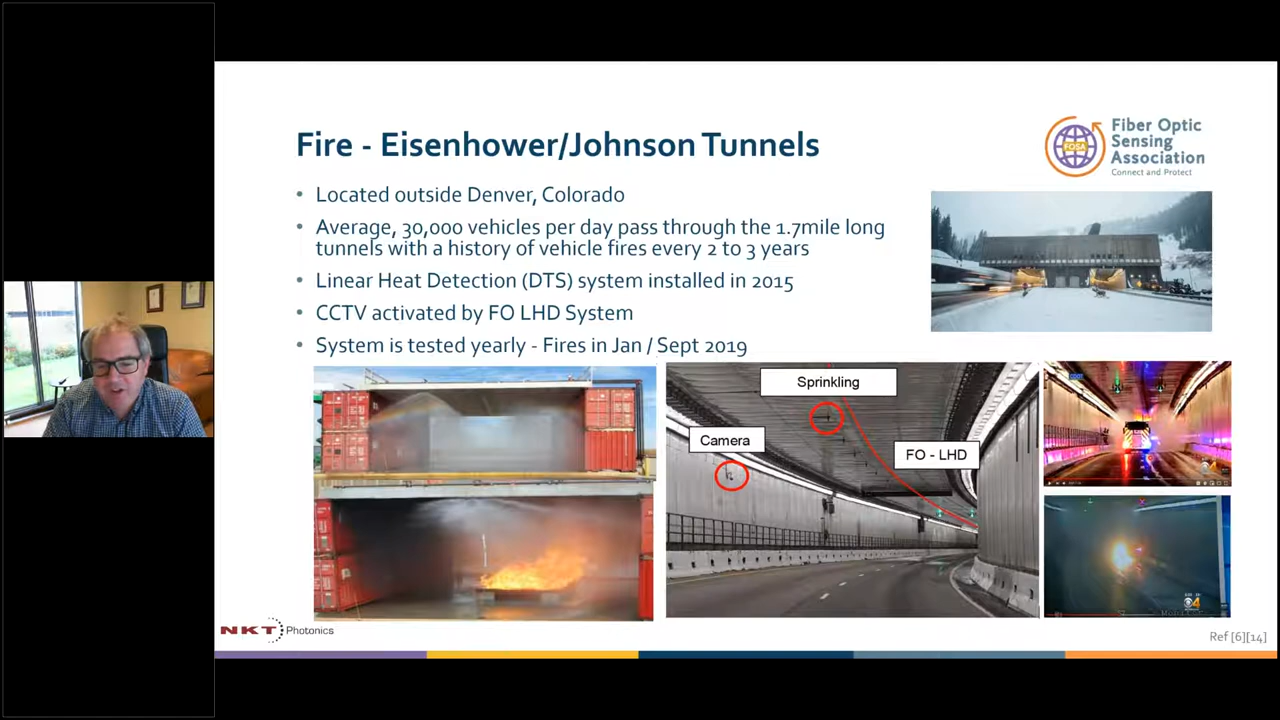 Fire - Eisenhower/Johnson Tunnels
Fiber Optic
Sensing
Association
Connect and Protect
FOSA
• Located outside Denver, Colorado
• Average, 30,000 vehicles per day pass through the 1.7mile long
tunnels with a history of vehicle fires every 2 to 3 years
• Linear Heat Detection (DTS) system installed in 2015
• CCTV activated by FO LHD System
• System is tested yearly - Fires in Jan / Sept 2019
Sprinkling
Camera
FO - LHD
4
NKT Photonics
Ref [6][14]